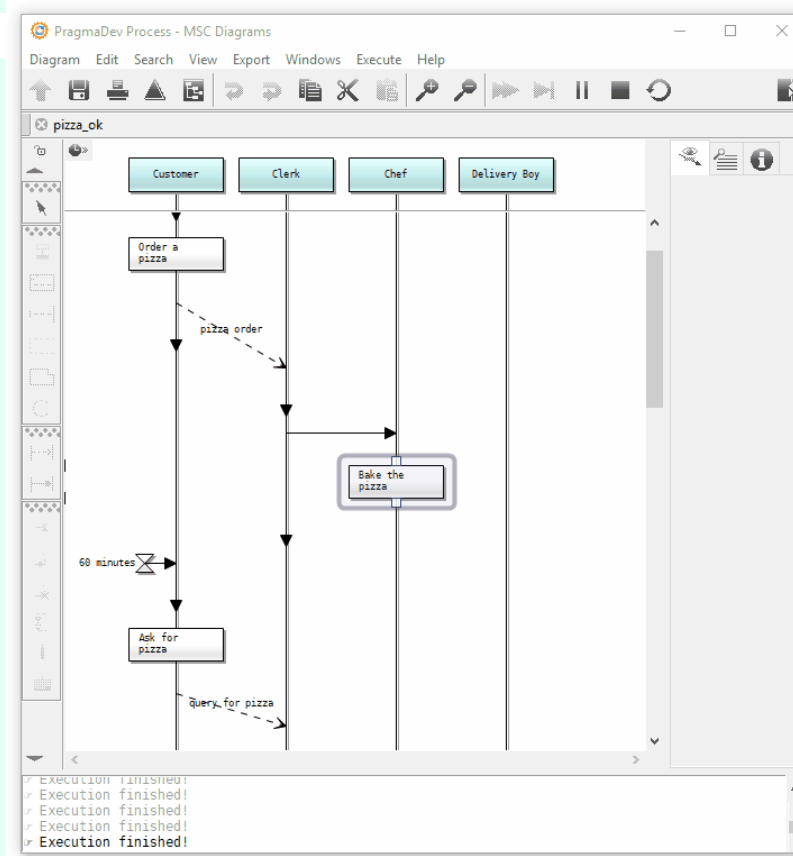 PragmaDev Process - MSC Diagrams
Diagram Edit Search View Export Windows Execute Help
pizza_ok
Customer
Clerk
Chef
Delivery Boy
Order a
pizza
pizza order
Bake the
pizza
60 minutes
Ask for
pizza
query for pizza
Execution finished!
Execution finished!
Execution finished!
Execution finished!
Execution finished!